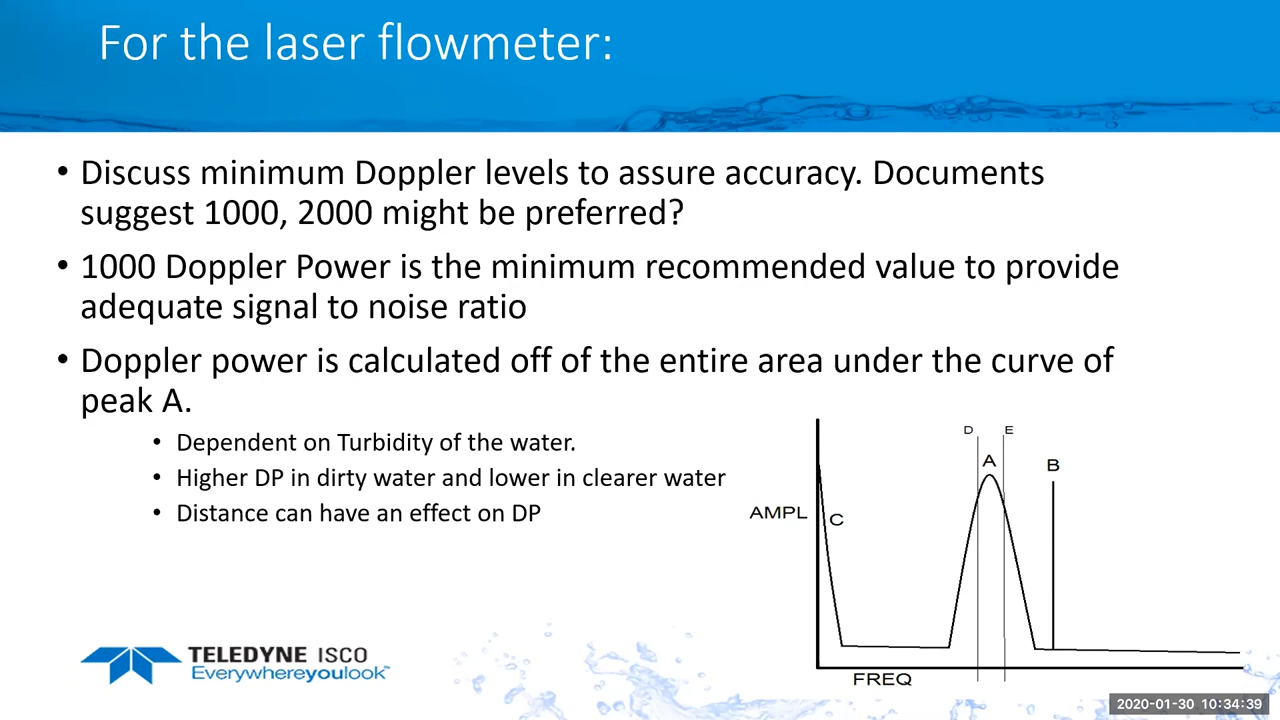 For the laser flowmeter:
• Discuss minimum Doppler levels to assure accuracy. Documents
suggest 1000, 2000 might be preferred?
• 1000 Doppler Power is the minimum recommended value to provide
adequate signal to noise ratio
• Doppler power is calculated off of the entire area under the curve of
peak A.
• Dependent on Turbidity of the water.
• Higher DP in dirty water and lower in clearer water
• Distance can have an effect on DP
D E
A
B
AMPL
C
FREQ
TELEDYNE ISCO
Everywhereyoulook™
2020-01-30 10:34:39